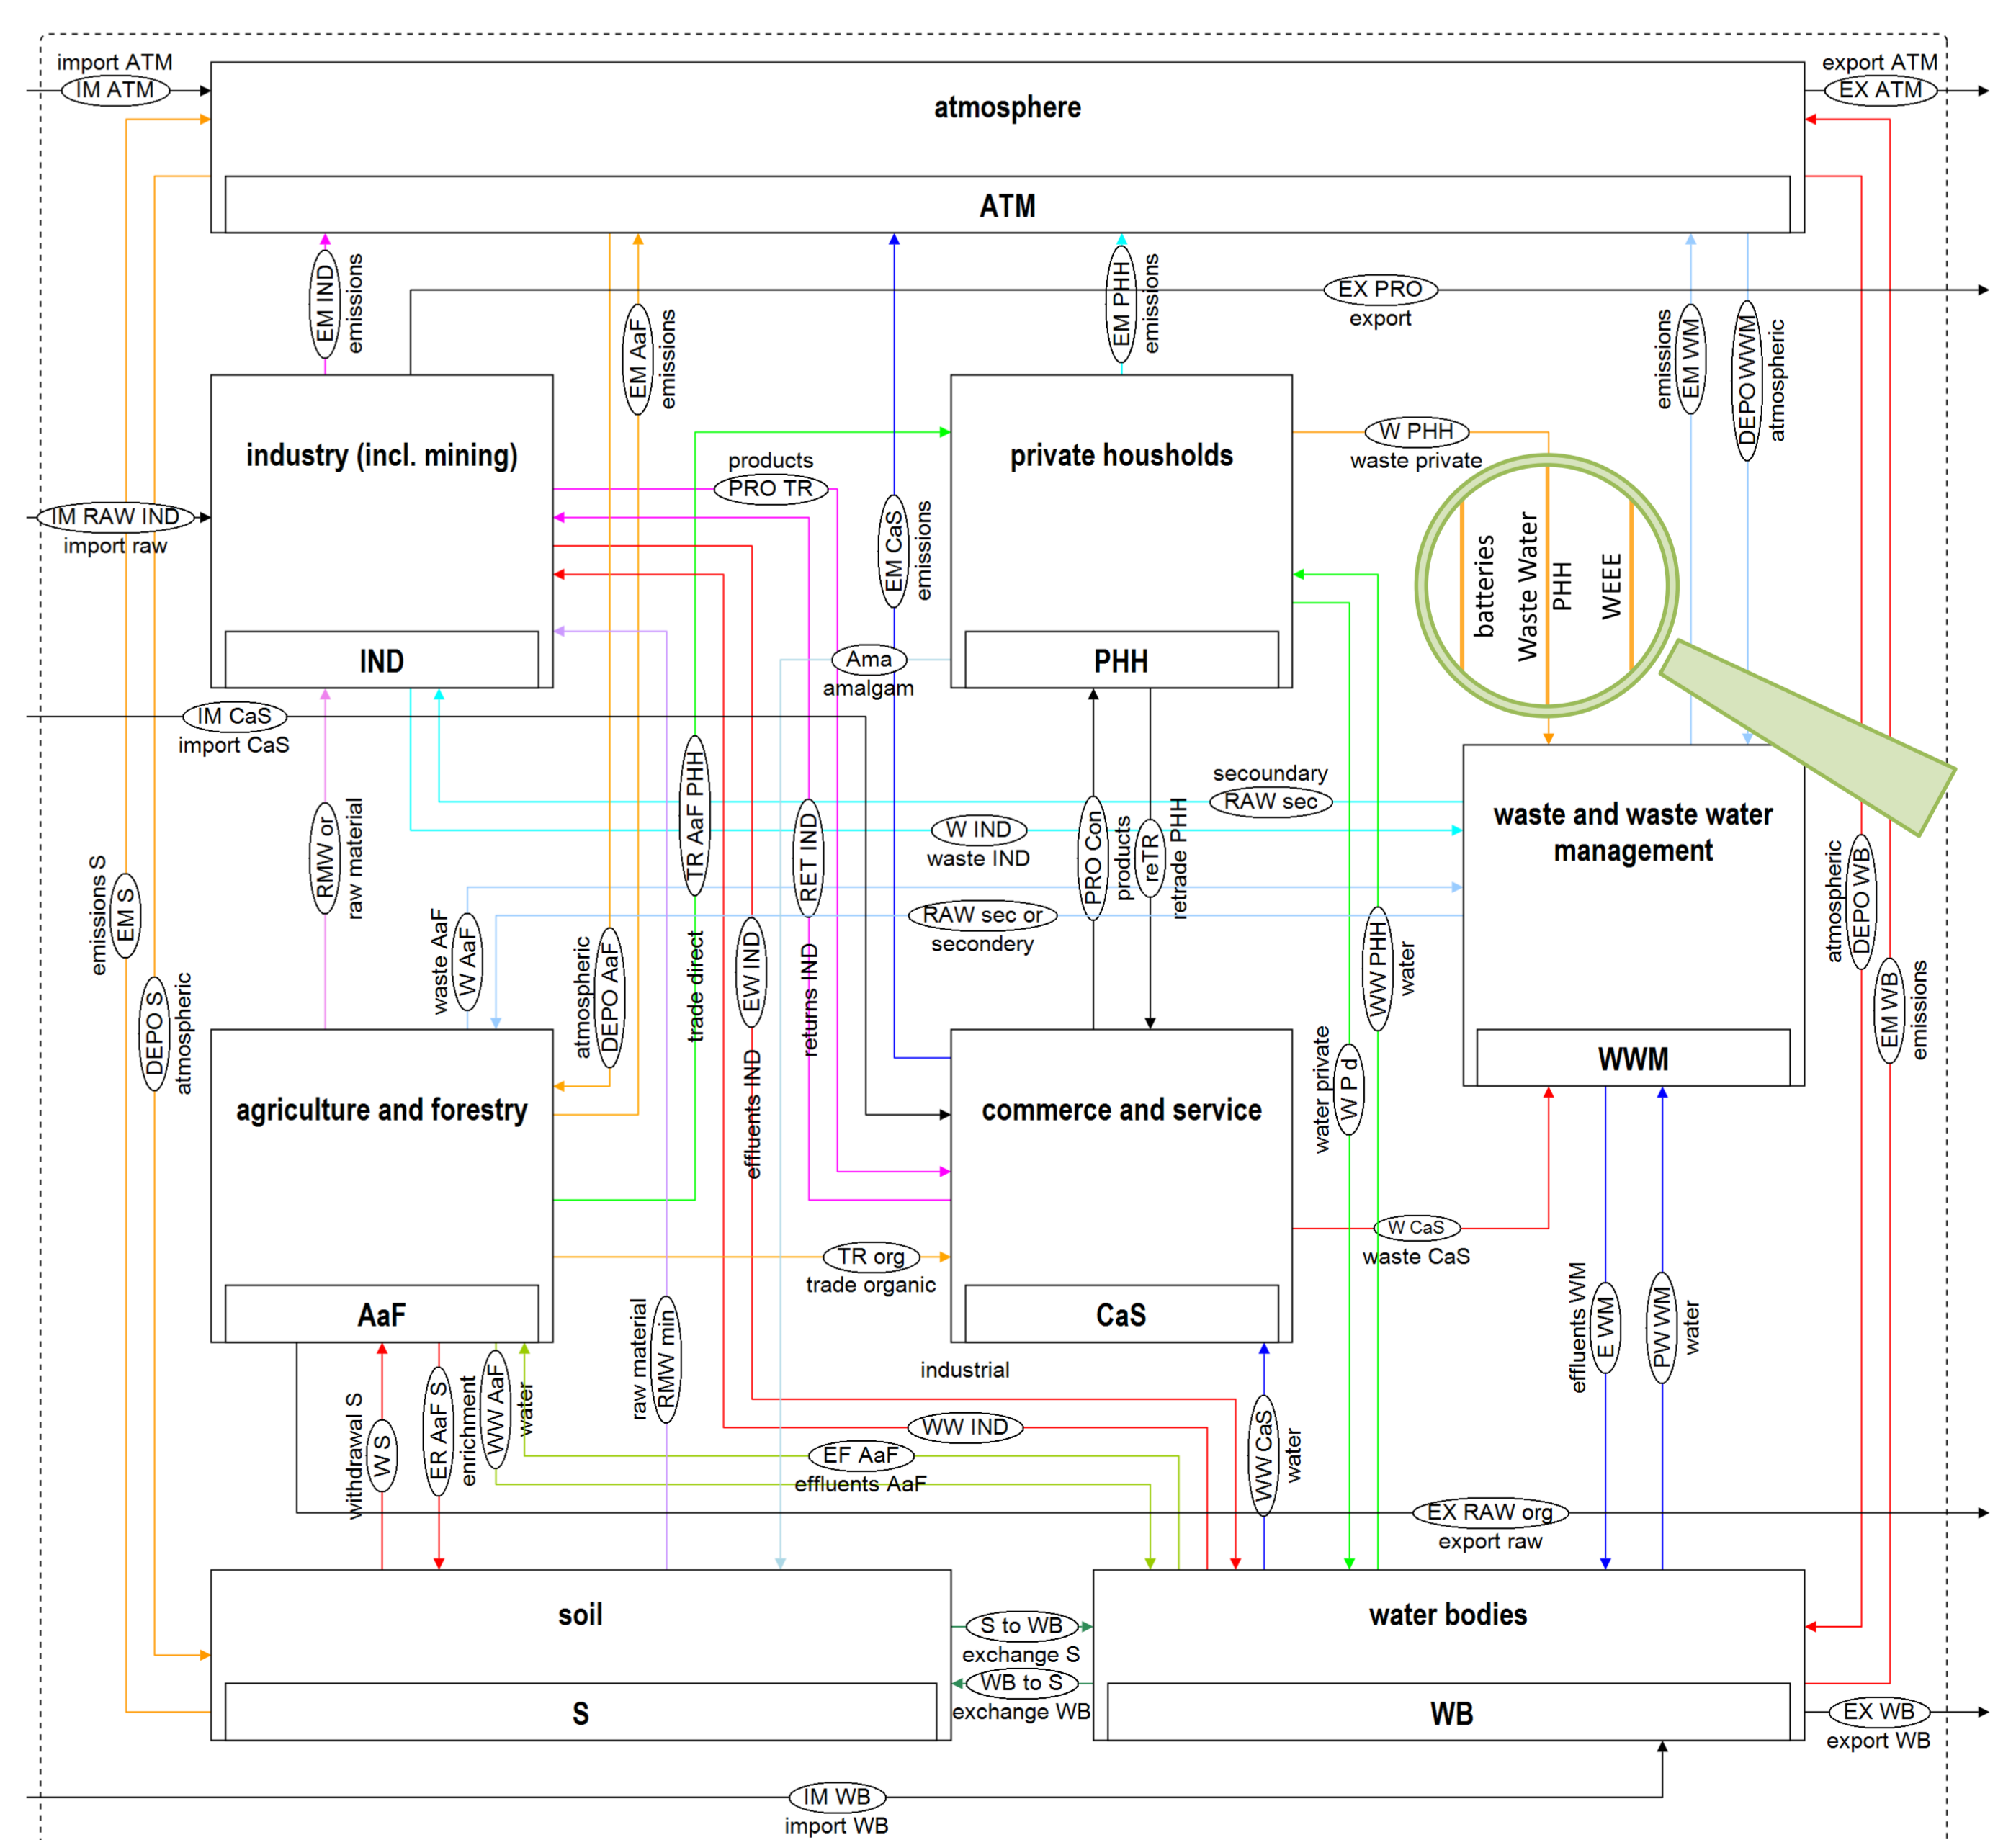 import ATM
IM ATM
export ATM
EX ATM
atmosphere
ATM
EM IND
emissions
EM AaF
emissions
EM PHH
emissions
EX PRO
export
emissions
EM WM
DEPO WWM
atmospheric
industry (incl. mining)
IND
products
PRO TR
private housholds
PHH
W PHH
waste private
batteries
Waste Water
PHH
WEEE
IM RAW IND
import raw
EM CaS
emissions
Ama
amalgam
IM CaS
import CaS
secoundary
RAW sec
W IND
waste IND
waste and waste water
management
WWM
RMW or
raw material
TR AaF PHH
trade direct
RET IND
returns IND
PRO Con
products
reTR
retrade PHH
RAW sec or
secondery
emissions S
EM S
DEPO S
atmospheric
waste AaF
W AaF
atmospheric
DEPO AaF
EW IND
effluents IND
WW PHH
water
water private
W P d
atmospheric
DEPO WB
EM WB
emissions
agriculture and forestry
AaF
commerce and service
CaS
TR org
trade organic
W CaS
waste CaS
withdrawal S
W S
ER AaF S
enrichment
WW AaF
water
raw material
RMW min
industrial
WW IND
EF AaF
effluents AaF
WW CaS
water
effluents WM
E WM
PW WM
water
EX RAW org
export raw
soil
S
S to WB
exchange S
WB to S
exchange WB
water bodies
WB
EX WB
export WB
IM WB
import WB